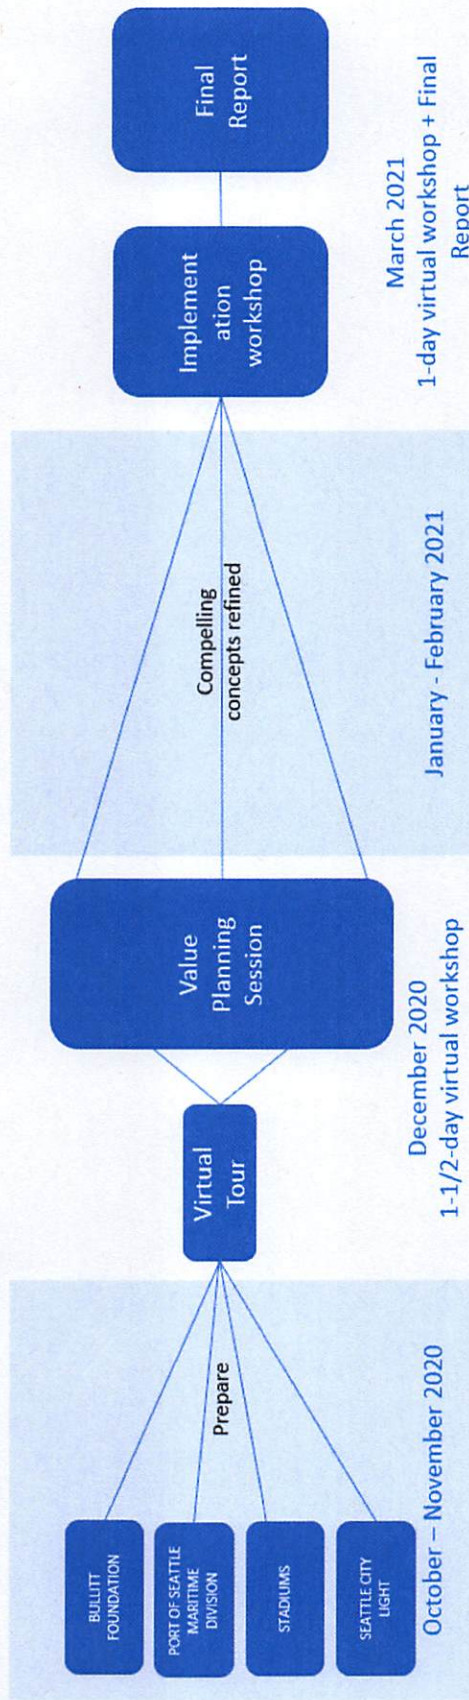 BULLITT
FOUNDATION
PORT OF SEATTLE
MARITIME
DIVISION
STADIUMS
SEATTLE CITY
LIGHT
Prepare
October – November 2020
Virtual
Tour
Value
Planning
Session
December 2020
1-1/2-day virtual workshop
Compelling
concepts refined
January - February 2021
Implement
ation
workshop
Final
Report
March 2021
1-day virtual workshop + Final
Report